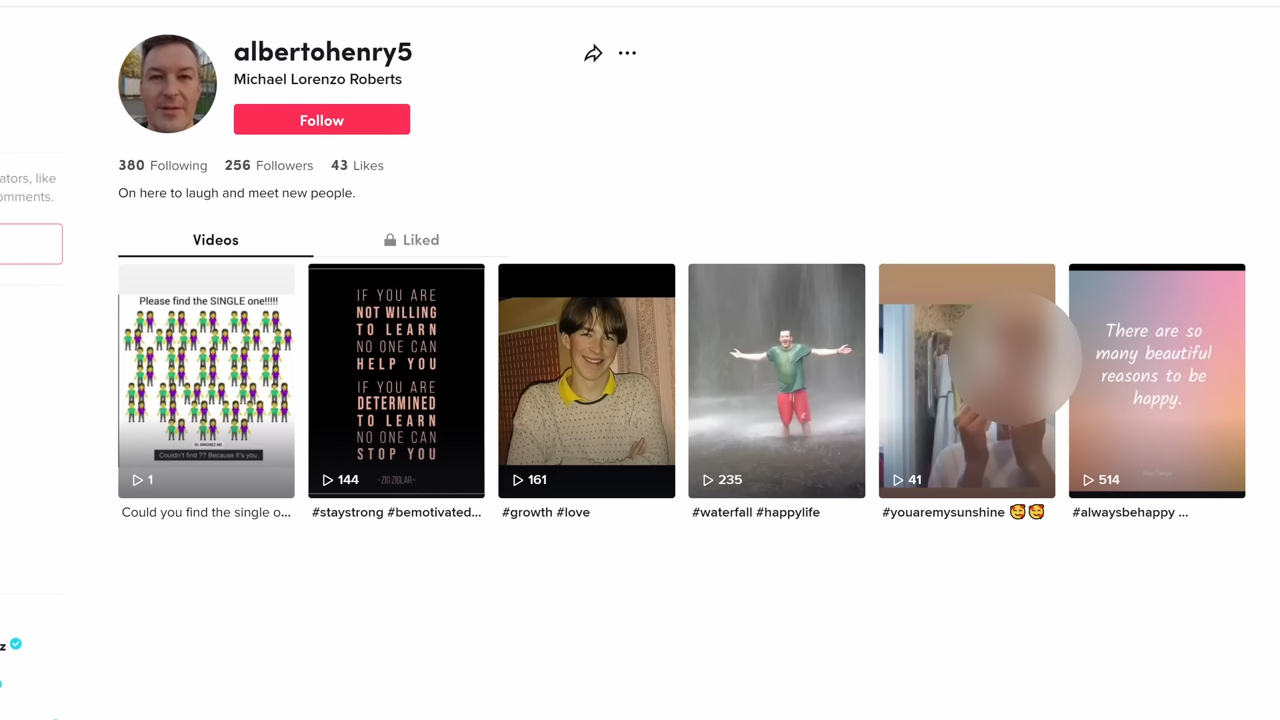 albertohenry5
Michael Lorenzo Roberts
Follow
380 Following 256 Followers 43 Likes
On here to laugh and meet new people.
ators, like
omments.
Videos
Liked
Please find the SINGLE one!!!!!
Couldn't find ?? Because it's you.
1
Could you find the single o...
IF YOU ARE
NOT WILLING
TO LEARN
NO ONE CAN
HELP YOU
IF YOU ARE
DETERMINED
TO LEARN
NO ONE CAN
STOP YOU
~ZIG ZIGLAR~
144
#staystrong #bemotivated...
161
#growth #love
235
#waterfall #happylife
41
#youaremysunshine 🥰🥰
There are so
many beautiful
reasons to be
happy.
514
#alwaysbehappy ...
z